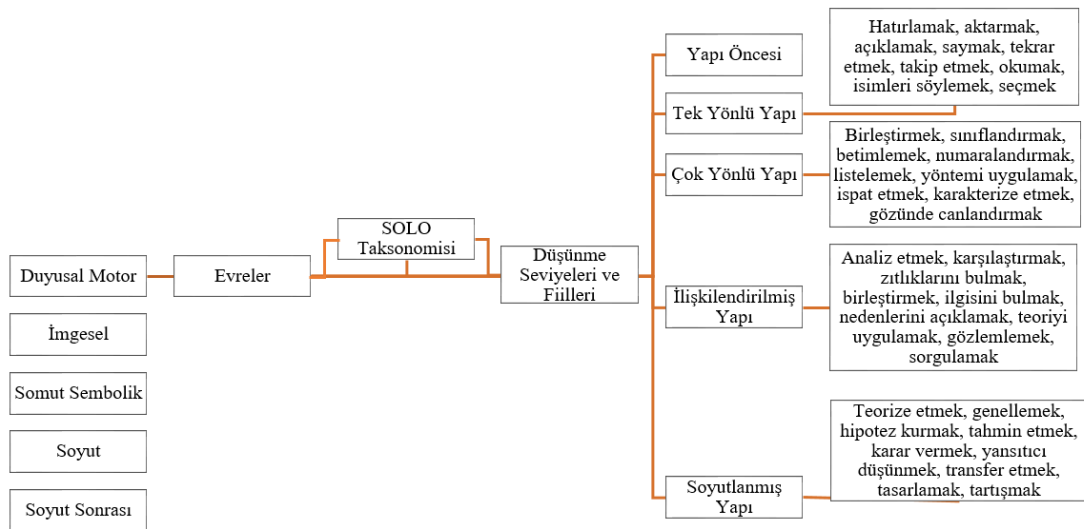 Duyusal Motor
İmgesel
Somut Sembolik
Soyut
Soyut Sonrası
Evreler
SOLO
Taksonomisi
Düşünme
Seviyeleri ve
Fiilleri
Yapı Öncesi
Tek Yönlü Yapı
Hatırlamak, aktarmak,
açıklamak, saymak, tekrar
etmek, takip etmek, okumak,
isimleri söylemek, seçmek
Çok Yönlü Yapı
Birleştirmek, sınıflandırmak,
betimlemek, numaralandırmak,
listelemek, yöntemi uygulamak,
ispat etmek, karakterize etmek,
gözünde canlandırmak
İlişkilendirilmiş
Yapı
Analiz etmek, karşılaştırmak,
zıtlıklarını bulmak,
birleştirmek, ilgisini bulmak,
nedenlerini açıklamak, teoriyi
uygulamak, gözlemlemek,
sorgulamak
Soyutlanmış
Yapı
Teorize etmek, genellemek,
hipotez kurmak, tahmin etmek,
karar vermek, yansıtıcı
düşünmek, transfer etmek,
tasarlamak, tartışmak